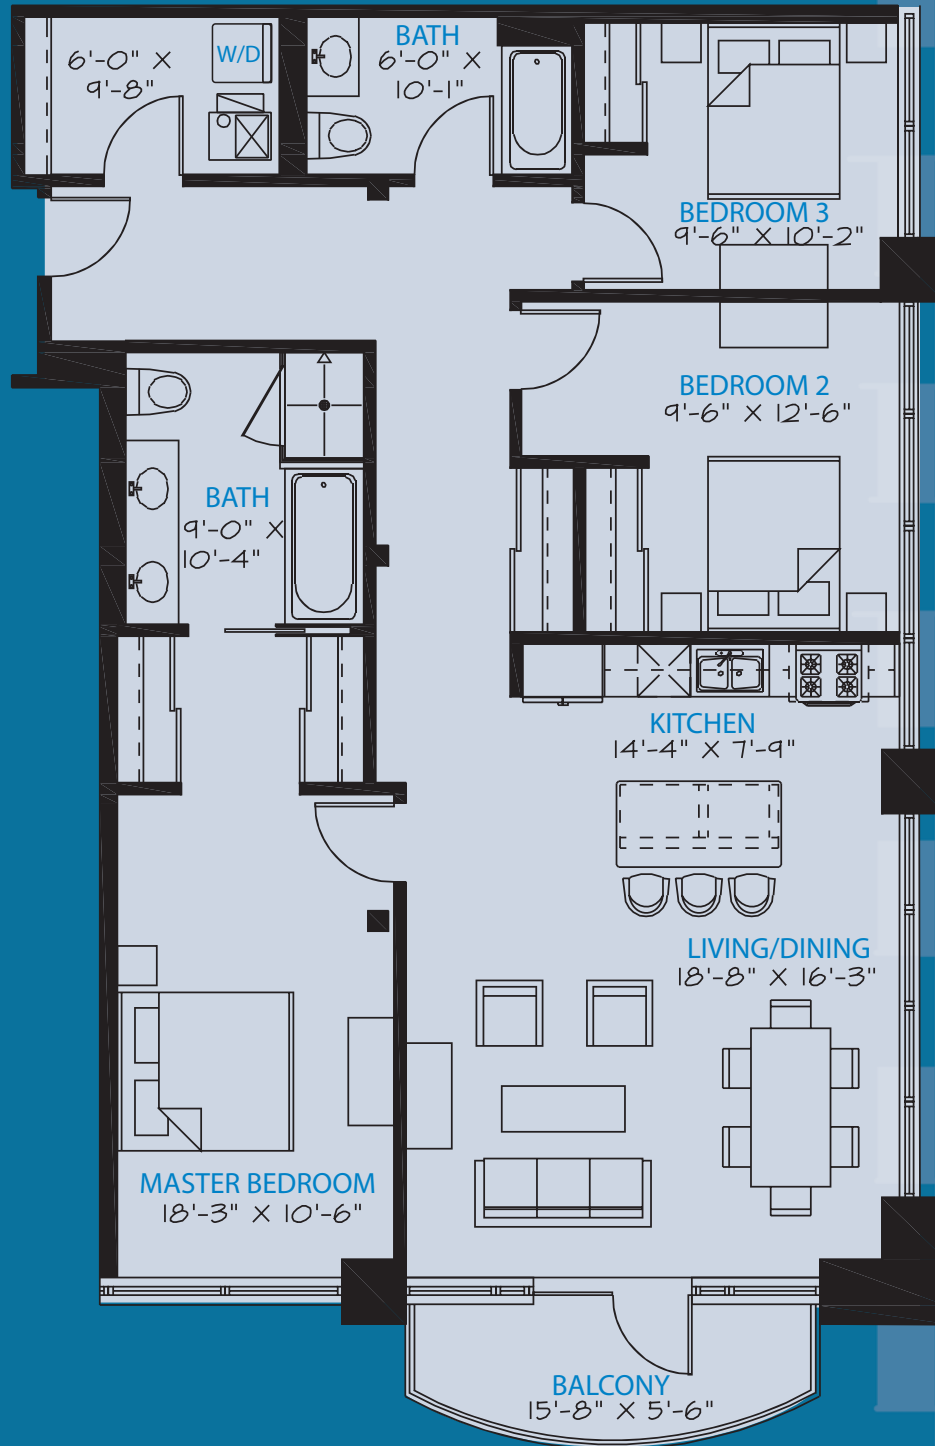 W/D
6'-0" X
9'-8"
BATH
6'-0" X
10'-1"
BEDROOM 3
9'-6" X 10'-2"
BEDROOM 2
9'-6" X 12'-6"
BATH
9'-0" X
10'-4"
KITCHEN
14'-4" X 7'-9"
LIVING/DINING
18'-8" X 16'-3"
MASTER BEDROOM
18'-3" X 10'-6"
BALCONY
15'-8" X 5'-6"